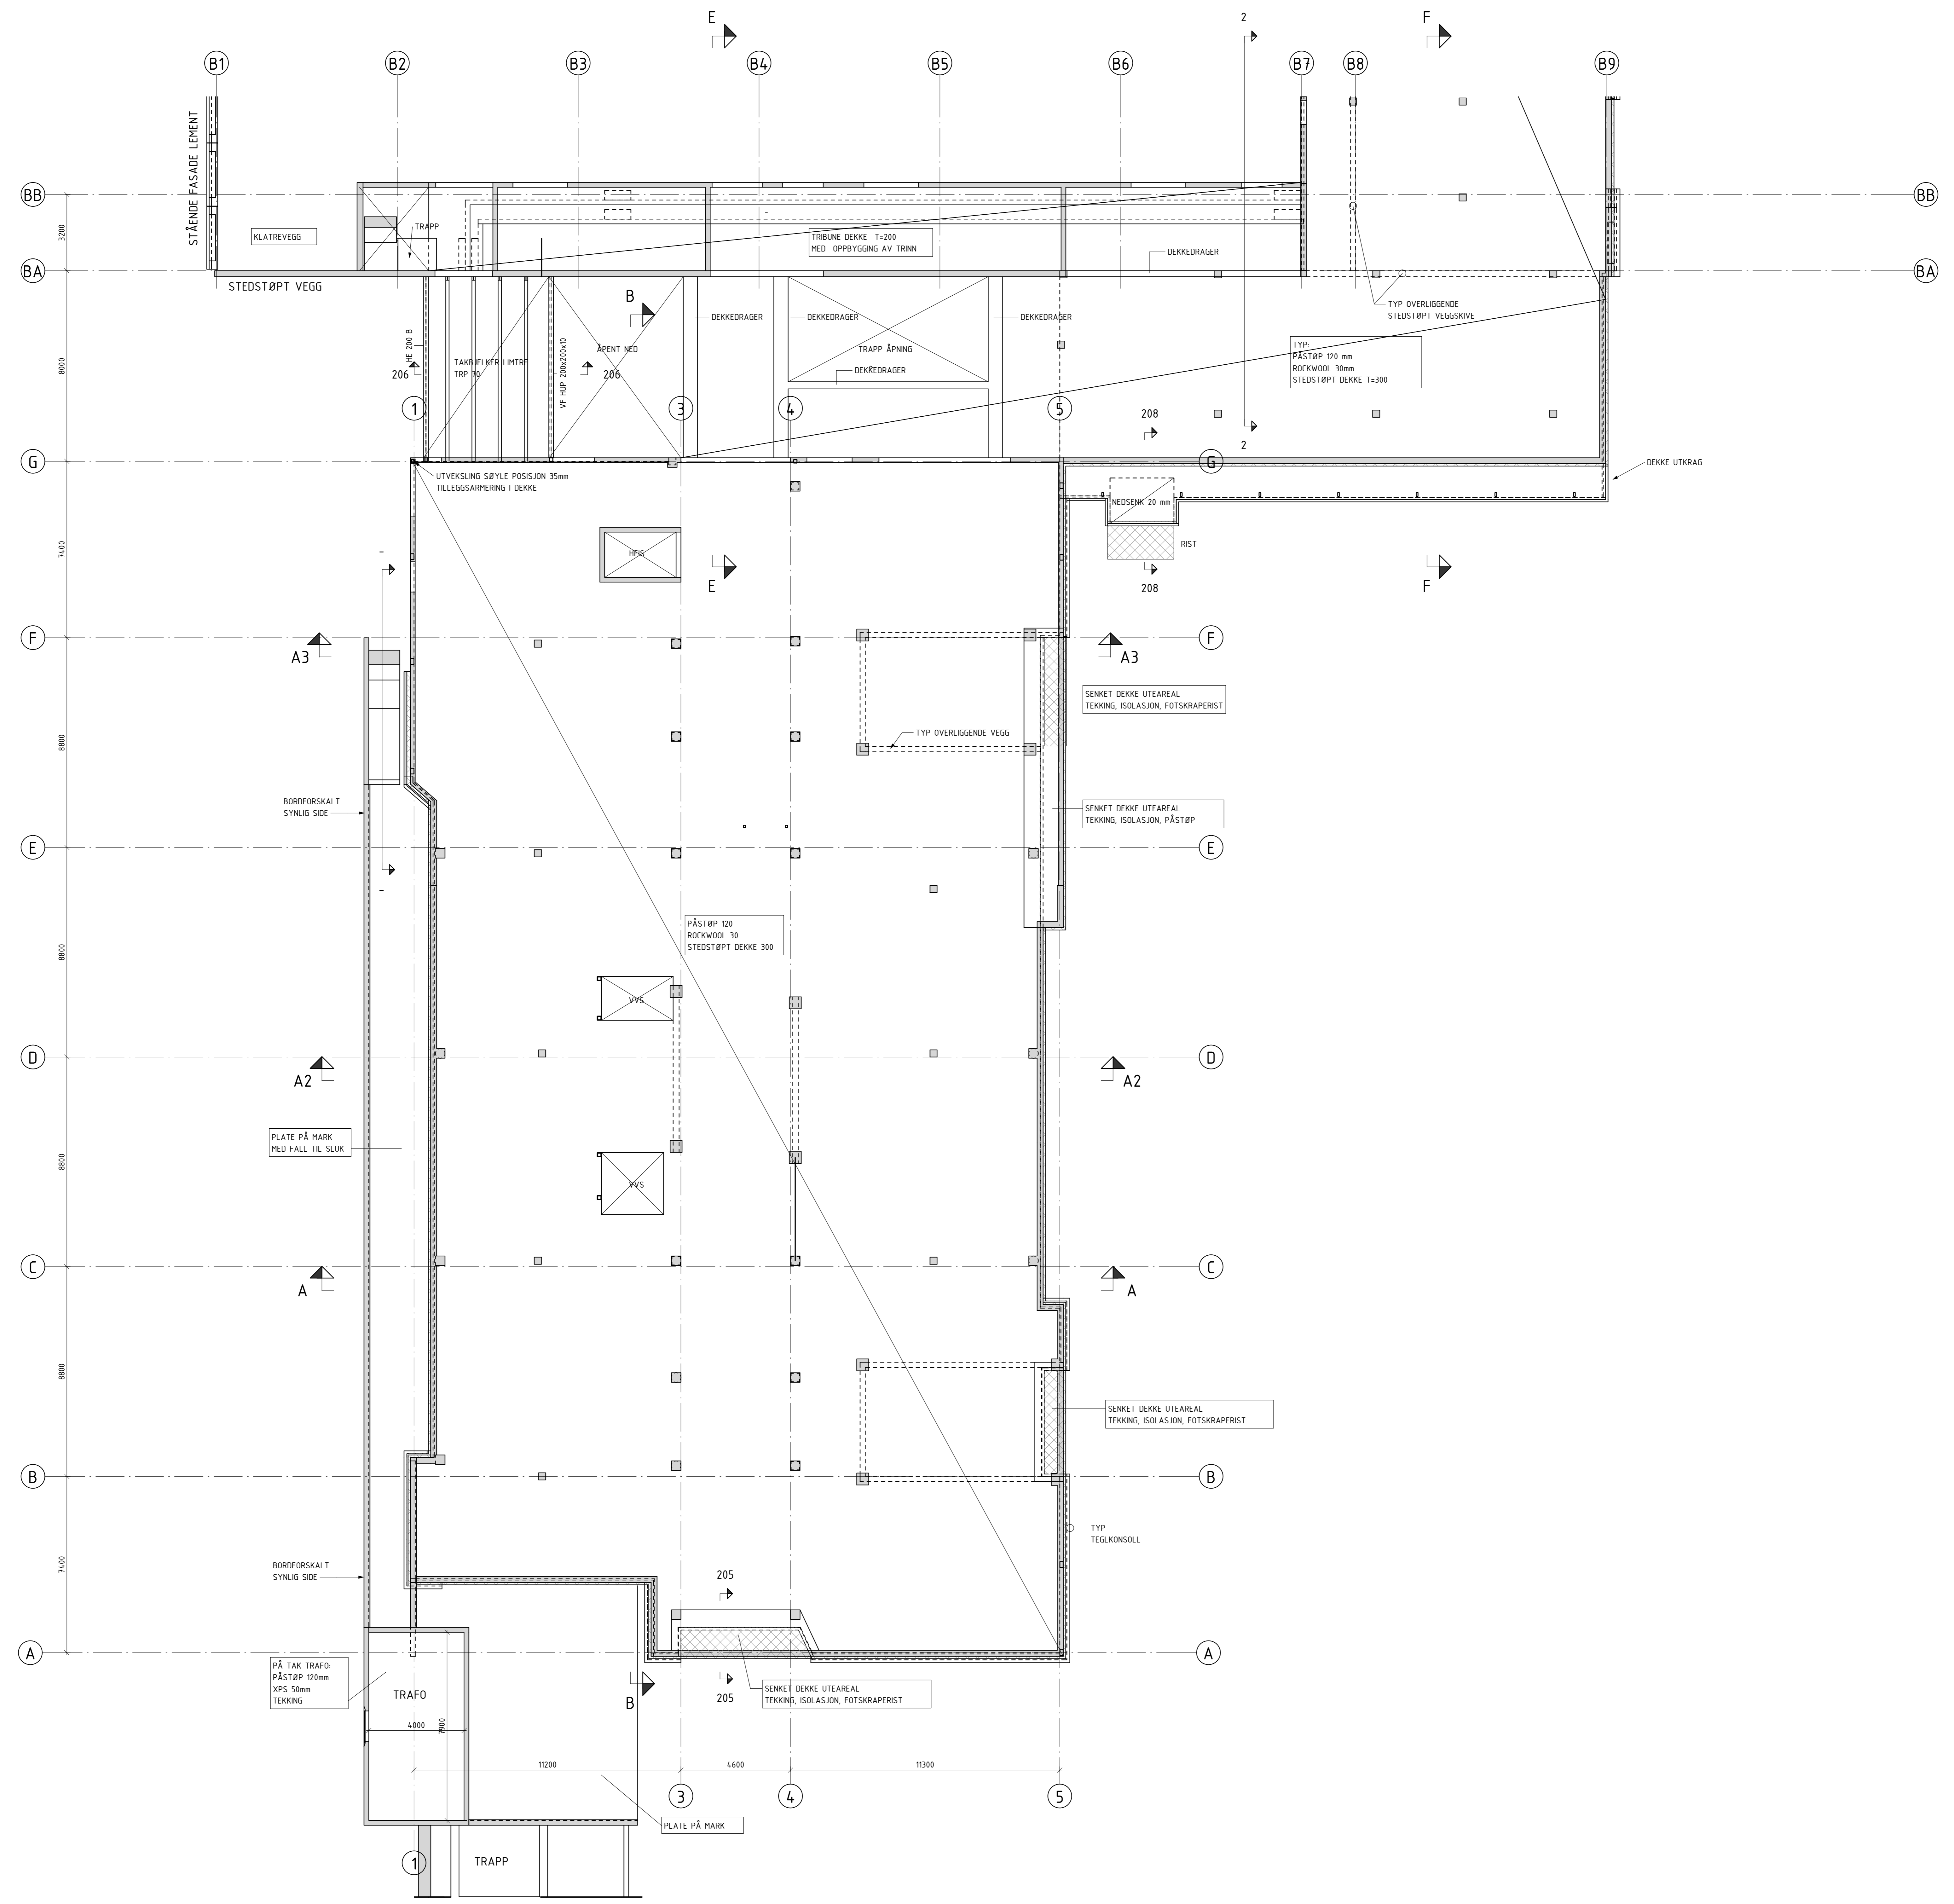 E
2
F
B1
B2
B3
B4
B5
B6
B7
B8
B9
STÅENDE FASADE LEMENT
BB
BB
3200
KLATREVEGG
TRAPP
TRIBUNE DEKKE T=200
MED OPPBYGGING AV TRINN
DEKKEDRAGER
BA
BA
STEDSTØPT VEGG
B
TYP OVERLIGGENDE
STEDSTØPT VEGGSKIVE
DEKKEDRAGER
DEKKEDRAGER
DEKKEDRAGER
HE 200 B
VF HUP 200x200x10
8000
TAKBJELKER LIMTRE
TRP 70
ÅPENT NED
TRAPP ÅPNING
DEKKEDRAGER
TYP:
PÅSTØP 120 mm
ROCKWOOL 30mm
STEDSTØPT DEKKE T=300
206
206
1
3
4
5
208
2
G
G
UTVEKSLING SØYLE POSISJON 35mm
TILLEGGSARMERING I DEKKE
DEKKE UTKRAG
NEDSENK 20 mm
RIST
7400
HEIS
E
208
F
F
F
A3
A3
SENKET DEKKE UTEAREAL
TEKKING, ISOLASJON, FOTSKRAPERIST
TYP OVERLIGGENDE VEGG
8800
BORDFORSKALT
SYNLIG SIDE
SENKET DEKKE UTEAREAL
TEKKING, ISOLASJON, PÅSTØP
E
E
PÅSTØP 120
ROCKWOOL 30
STEDSTØPT DEKKE 300
8800
VVS
D
D
A2
A2
PLATE PÅ MARK
MED FALL TIL SLUK
8800
VVS
C
C
A
A
8800
SENKET DEKKE UTEAREAL
TEKKING, ISOLASJON, FOTSKRAPERIST
B
B
TYP
TEGLKONSOLL
7400
BORDFORSKALT
SYNLIG SIDE
205
A
A
PÅ TAK TRAFO:
PÅSTØP 120mm
XPS 50mm
TEKKING
TRAFO
B
205
SENKET DEKKE UTEAREAL
TEKKING, ISOLASJON, FOTSKRAPERIST
4000
7900
11200
4600
11300
3
4
5
PLATE PÅ MARK
1
TRAPP